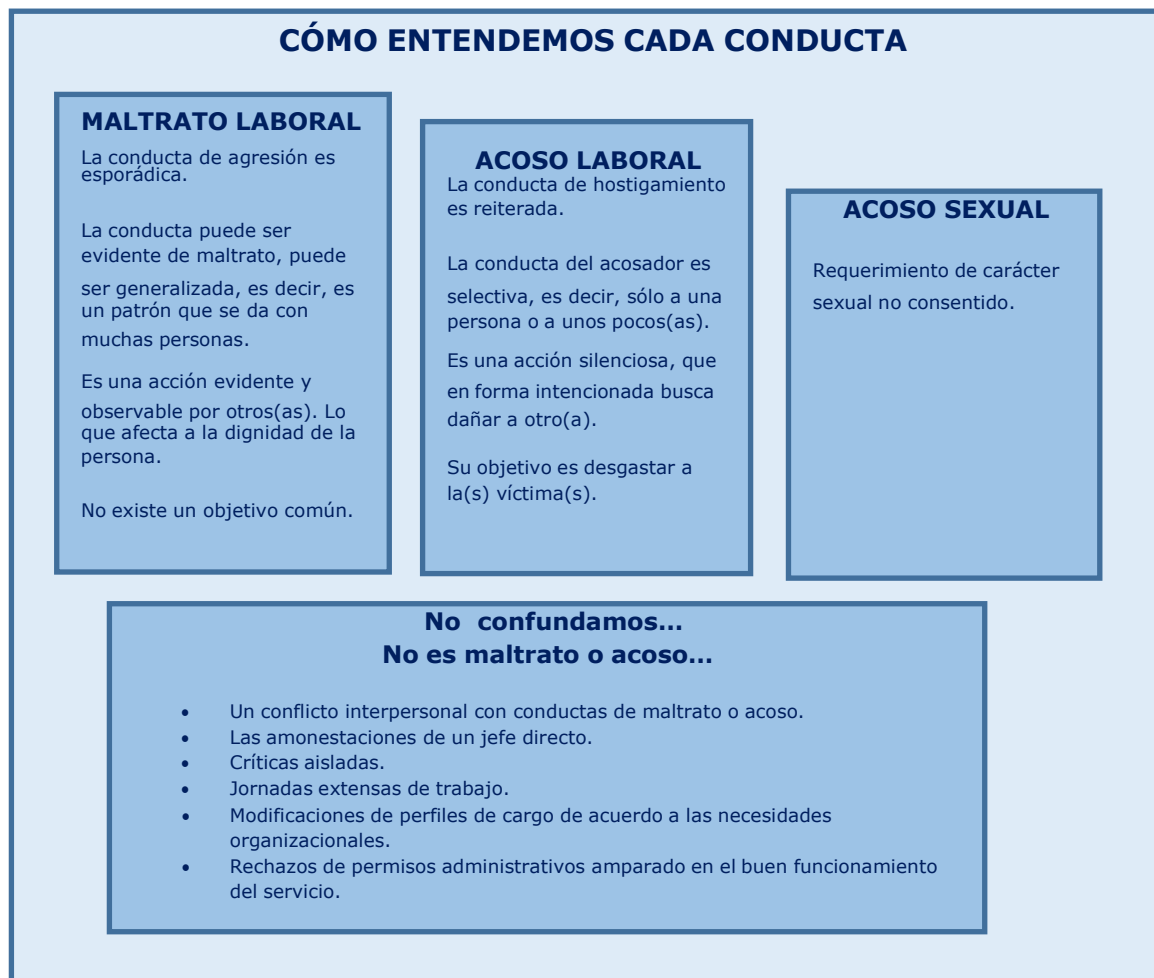 CÓMO ENTENDEMOS CADA CONDUCTA
MALTRATO LABORAL
La conducta de agresión es
esporádica.
La conducta puede ser
evidente de maltrato, puede
ser generalizada, es decir, es
un patrón que se da con
muchas personas.
Es una acción evidente y
observable por otros(as). Lo
que afecta a la dignidad de la
persona.
No existe un objetivo común.
ACOSO LABORAL
La conducta de hostigamiento
es reiterada.
La conducta del acosador es
selectiva, es decir, sólo a una
persona o a unos pocos(as).
Es una acción silenciosa, que
en forma intencionada busca
dañar a otro(a).
Su objetivo es desgastar a
la(s) víctima(s).
ACOSO SEXUAL
Requerimiento de carácter
sexual no consentido.
No confundamos...
No es maltrato o acoso...
• Un conflicto interpersonal con conductas de maltrato o acoso.
• Las amonestaciones de un jefe directo.
• Críticas aisladas.
• Jornadas extensas de trabajo.
• Modificaciones de perfiles de cargo de acuerdo a las necesidades
organizacionales.
• Rechazos de permisos administrativos amparado en el buen funcionamiento
del servicio.